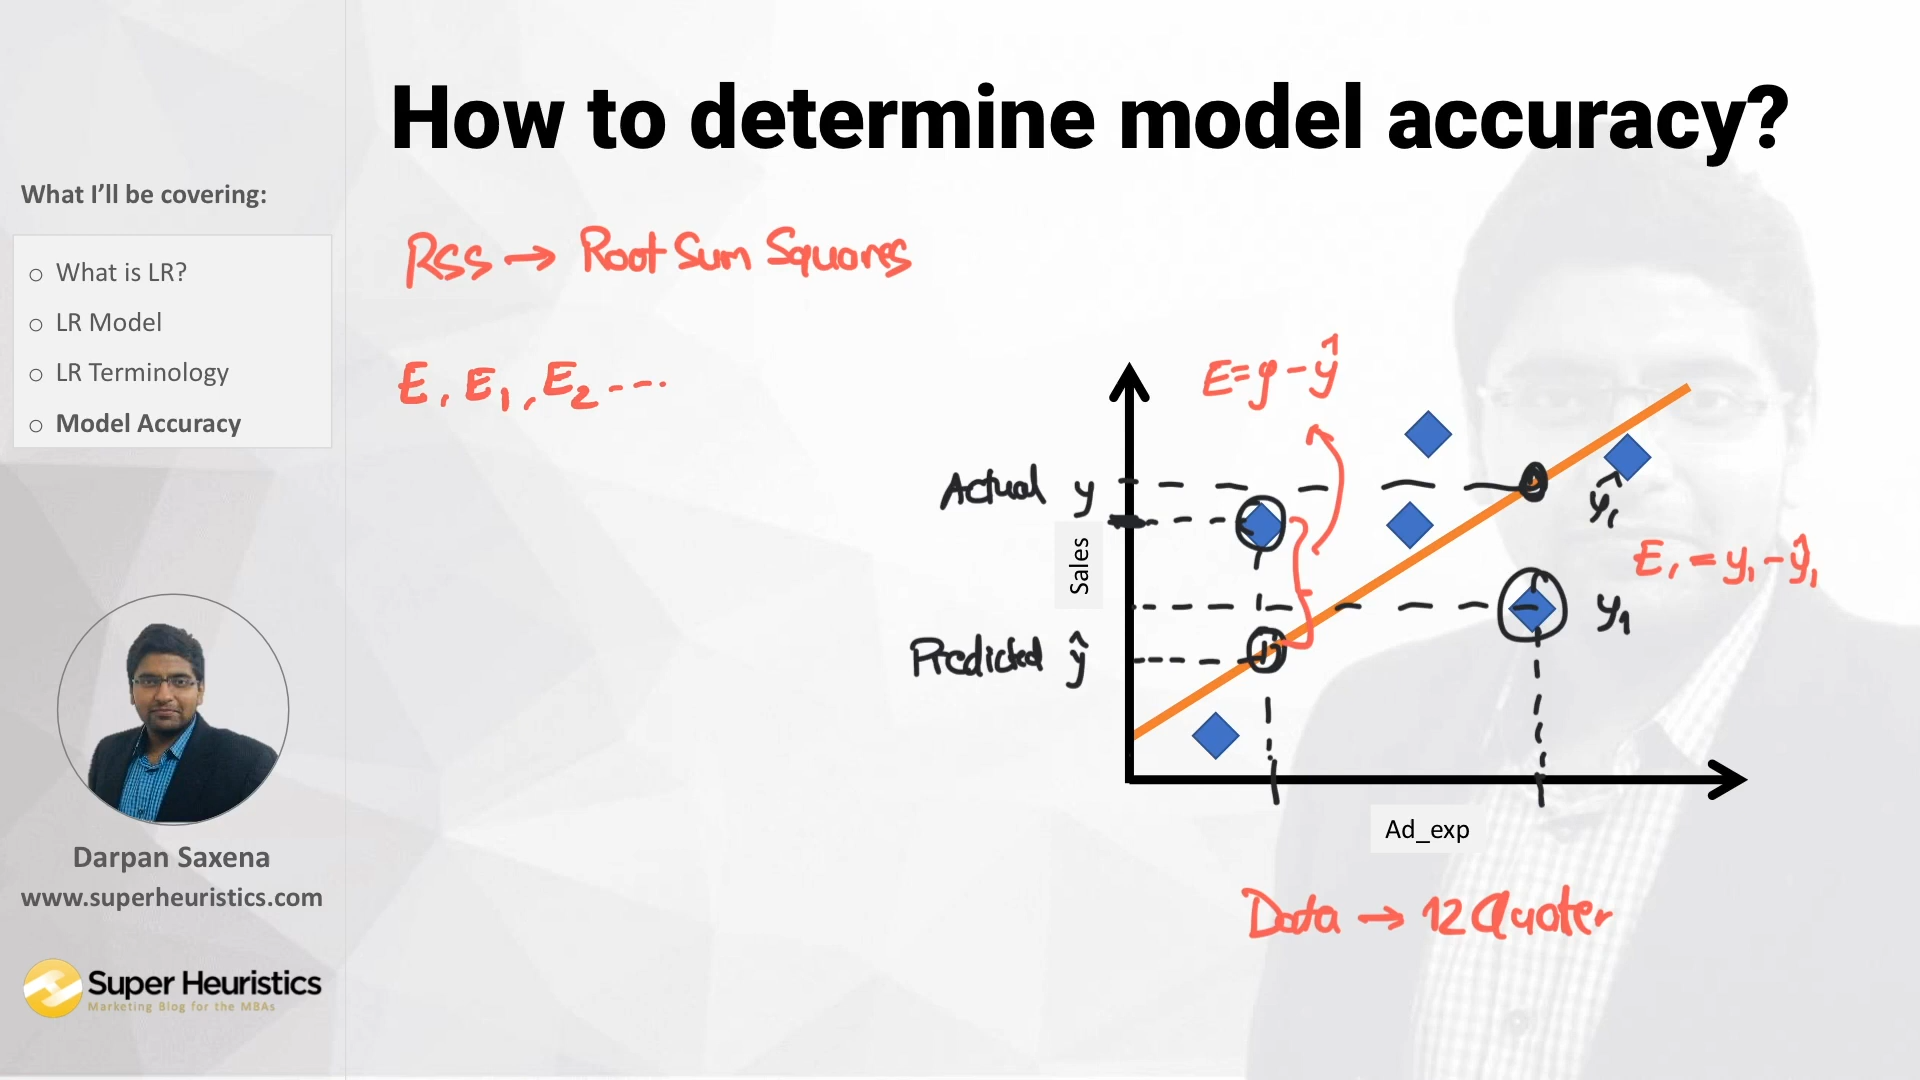 How to determine model accuracy?
What I'll be covering:
What is LR?
LR Model
LR Terminology
Model Accuracy
RSS → Root Sum Squares
E, E1, E2 ---
E = y - ŷ
Actual y
Sales
Predicted ŷ
ŷ1
E1 = y1 - ŷ1
y1
Ad_exp
Data → 12 Quater
Darpan Saxena
www.superheuristics.com
Super Heuristics
Marketing Blog for the MBAs